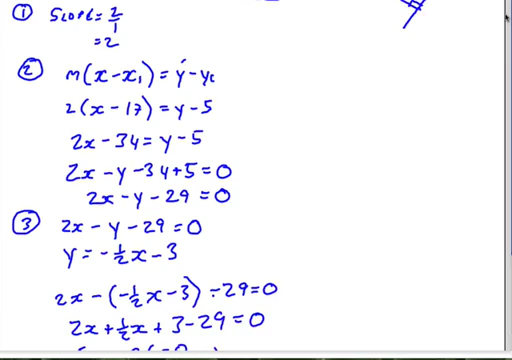 ① SLOPE = 2/1
= 2
② m(x - x₁) = y - y₁
2(x - 17) = y - 5
2x - 34 = y - 5
2x - y - 34 + 5 = 0
2x - y - 29 = 0
③ 2x - y - 29 = 0
y = -½x - 3
2x - (-½x - 3) - 29 = 0
2x + ½x + 3 - 29 = 0